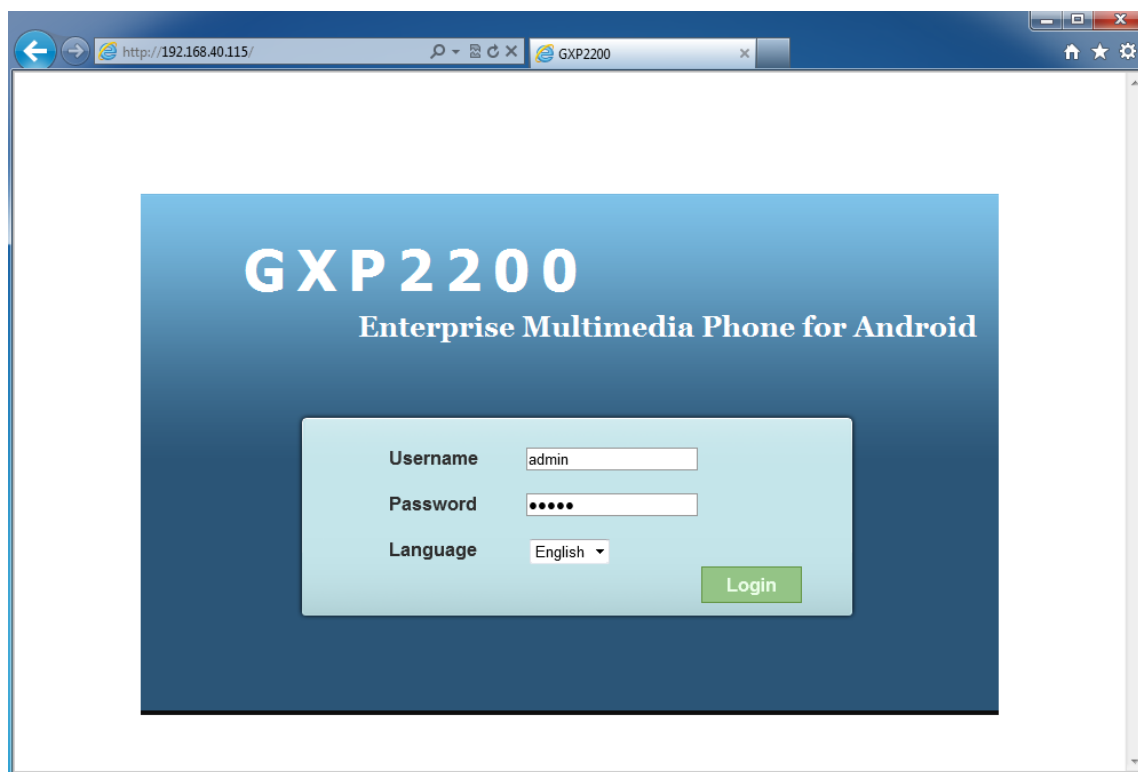 http://192.168.40.115/
GXP2200
GXP2200
Enterprise Multimedia Phone for Android
Username admin
Password •••••
Language English
Login